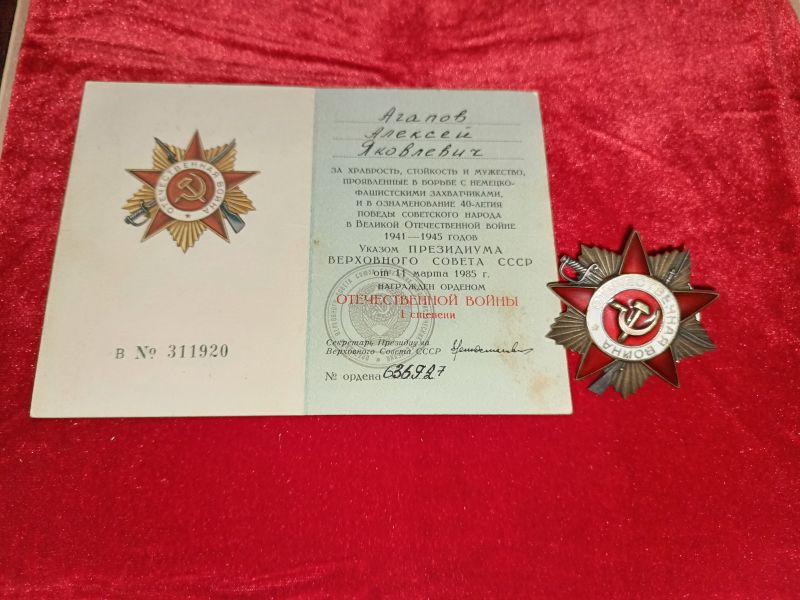 ОТЕЧЕСТВЕННАЯ ВОЙНА
В № 311920
Агапов
Алексей
Яковлевич
ЗА ХРАБРОСТЬ, СТОЙКОСТЬ И МУЖЕСТВО,
ПРОЯВЛЕННЫЕ В БОРЬБЕ С НЕМЕЦКО-
ФАШИСТСКИМИ ЗАХВАТЧИКАМИ,
И В ОЗНАМЕНОВАНИЕ 40-ЛЕТИЯ
ПОБЕДЫ СОВЕТСКОГО НАРОДА
В ВЕЛИКОЙ ОТЕЧЕСТВЕННОЙ ВОЙНЕ
1941—1945 ГОДОВ
УКАЗОМ ПРЕЗИДИУМА
ВЕРХОВНОГО СОВЕТА СССР
от 11 марта 1985 г.
НАГРАЖДЕН ОРДЕНОМ
ОТЕЧЕСТВЕННОЙ ВОЙНЫ
I степени
Секретарь Президиума
Верховного Совета СССР
№ ордена 636927
ОТЕЧЕСТВЕННАЯ ВОЙНА